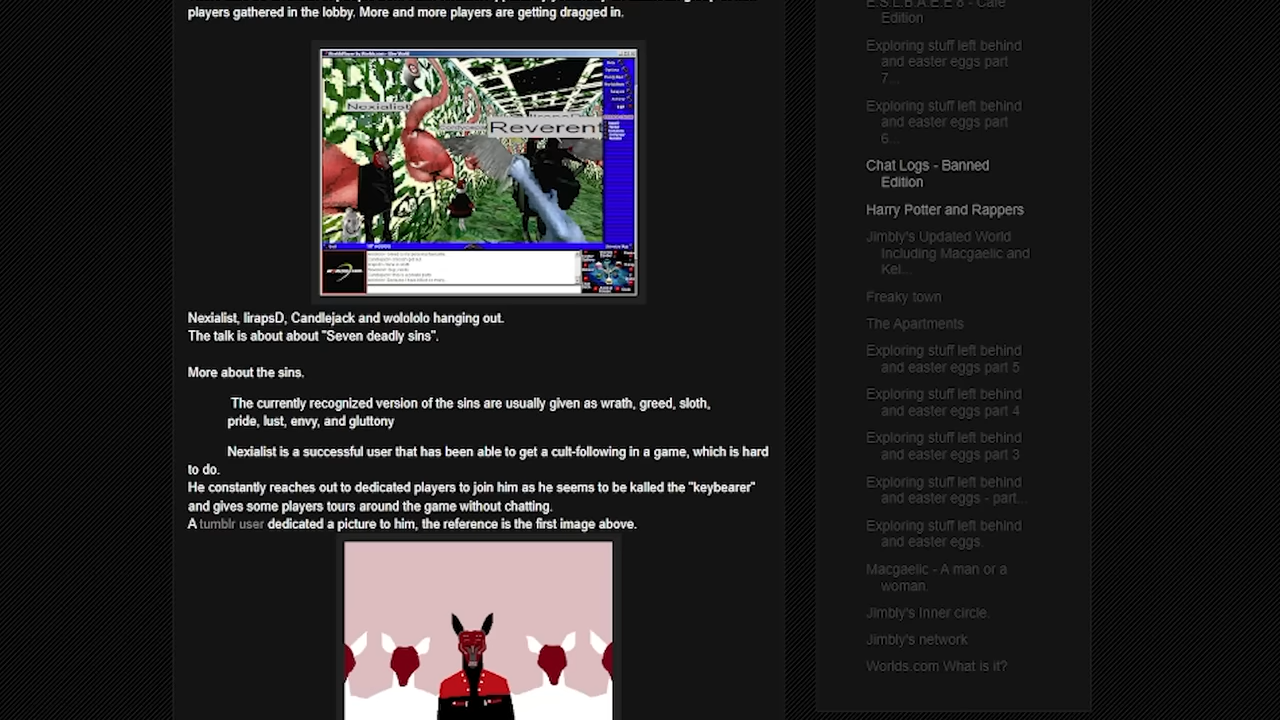 players gathered in the lobby. More and more players are getting dragged in.
Nexialist
Reverent
Nexialist, lirapsD, Candlejack and wolololo hanging out.
The talk is about about "Seven deadly sins".
More about the sins.
The currently recognized version of the sins are usually given as wrath, greed, sloth,
pride, lust, envy, and gluttony
Nexialist is a successful user that has been able to get a cult-following in a game, which is hard
to do.
He constantly reaches out to dedicated players to join him as he seems to be kalled the "keybearer"
and gives some players tours around the game without chatting.
A tumblr user dedicated a picture to him, the reference is the first image above.
E.S.L.B.A.E.E 8 - Cafe
Edition
Exploring stuff left behind
and easter eggs part
7...
Exploring stuff left behind
and easter eggs part
6...
Chat Logs - Banned
Edition
Harry Potter and Rappers
Jimbly's Updated World
Including Macgaelic and
Kel...
Freaky town
The Apartments
Exploring stuff left behind
and easter eggs part 5
Exploring stuff left behind
and easter eggs part 4
Exploring stuff left behind
and easter eggs part 3
Exploring stuff left behind
and easter eggs - part...
Exploring stuff left behind
and easter eggs.
Macgaelic - A man or a
woman.
Jimbly's Inner circle.
Jimbly's network
Worlds.com What is it?